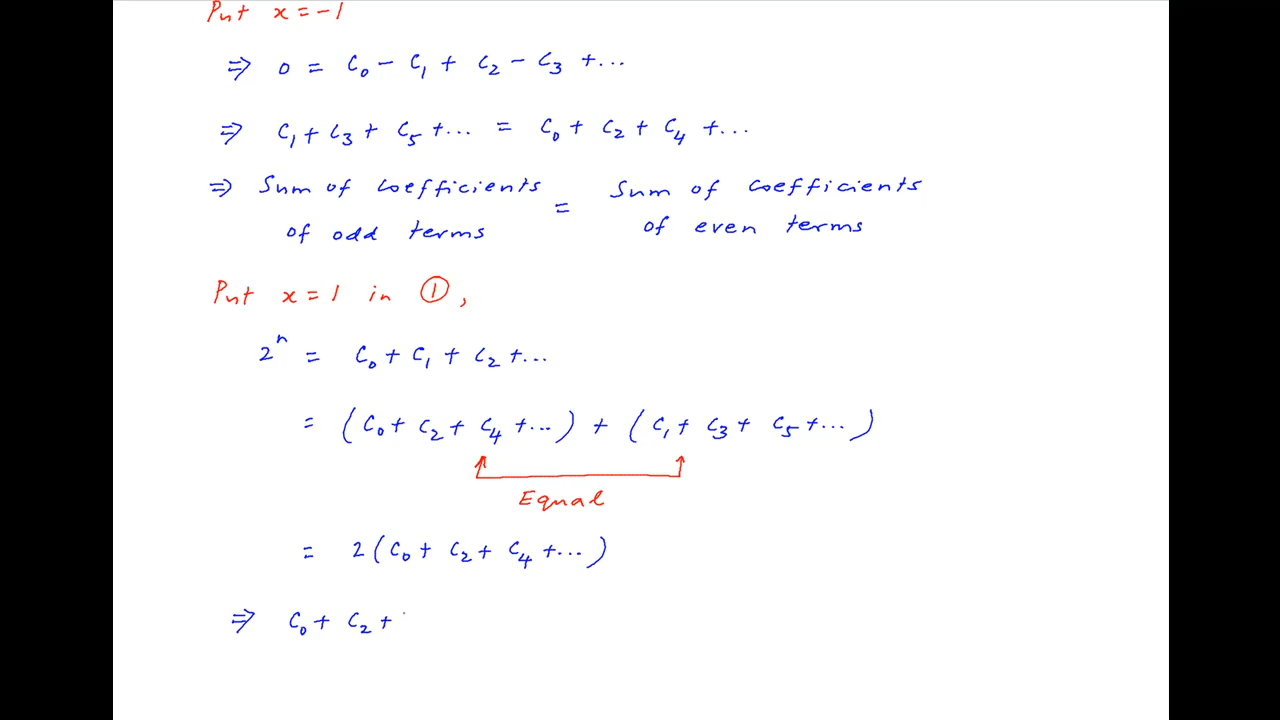 Put x = -1
⇒ 0 = C₀ - C₁ + C₂ - C₃ + ...
⇒ C₁ + C₃ + C₅ + ... = C₀ + C₂ + C₄ + ...
⇒ Sum of coefficients of odd terms = Sum of coefficients of even terms
Put x = 1 in ①,
2ⁿ = C₀ + C₁ + C₂ + ...
= (C₀ + C₂ + C₄ + ...) + (C₁ + C₃ + C₅ + ...)
Equal
= 2(C₀ + C₂ + C₄ + ...)
⇒ C₀ + C₂ +